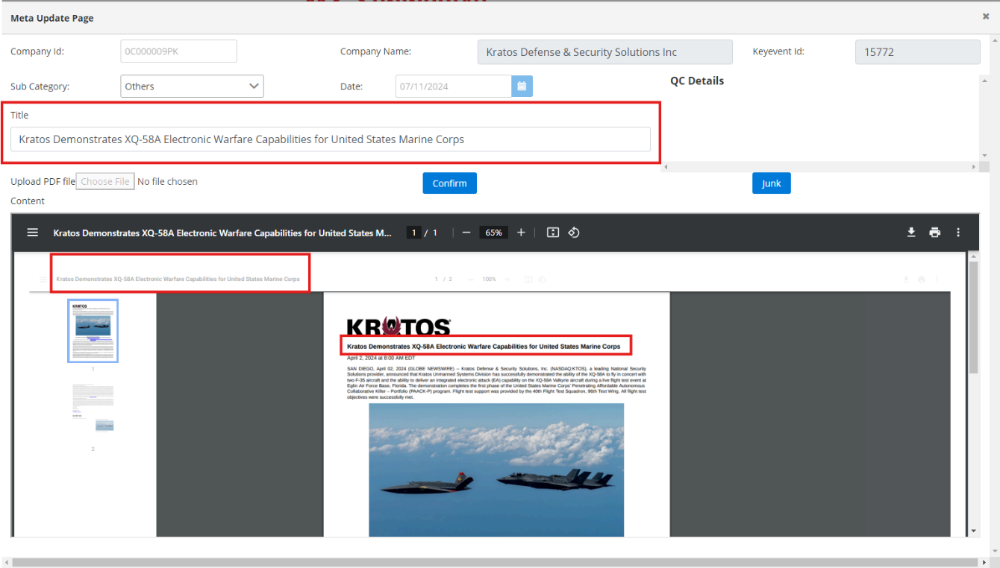 Meta Update Page
×
Company Id: 0C000009PK Company Name: Kratos Defense & Security Solutions Inc Keyevent Id: 15772
Sub Category: Others Date: 07/11/2024 QC Details
Title
Kratos Demonstrates XQ-58A Electronic Warfare Capabilities for United States Marine Corps
Upload PDF file Choose File No file chosen Confirm Junk
Content
Kratos Demonstrates XQ-58A Electronic Warfare Capabilities for United States M... 1 / 1 65%
Kratos Demonstrates XQ-58A Electronic Warfare Capabilities for United States Marine Corps 1 / 2 100%
KRATOS
1
2
KRATOS
Kratos Demonstrates XQ-58A Electronic Warfare Capabilities for United States Marine Corps
April 2, 2024 at 8:00 AM EDT
SAN DIEGO, April 02, 2024 (GLOBE NEWSWIRE) -- Kratos Defense & Security Solutions, Inc. (NASDAQ:KTOS), a leading National Security
Solutions provider, announced that Kratos Unmanned Systems Division has successfully demonstrated the ability of the XQ-58A to fly in concert with
two F-35 aircraft and the ability to deliver an integrated electronic attack (EA) capability on the XQ-58A Valkyrie aircraft during a live flight test event at
Eglin Air Force Base, Florida. The demonstration completes the first phase of the United States Marine Corps' Penetrating Affordable Autonomous
Collaborative Killer – Portfolio (PAACK-P) program. Flight test support was provided by the 40th Flight Test Squadron, 96th Test Wing. All flight test
objectives were successfully met.